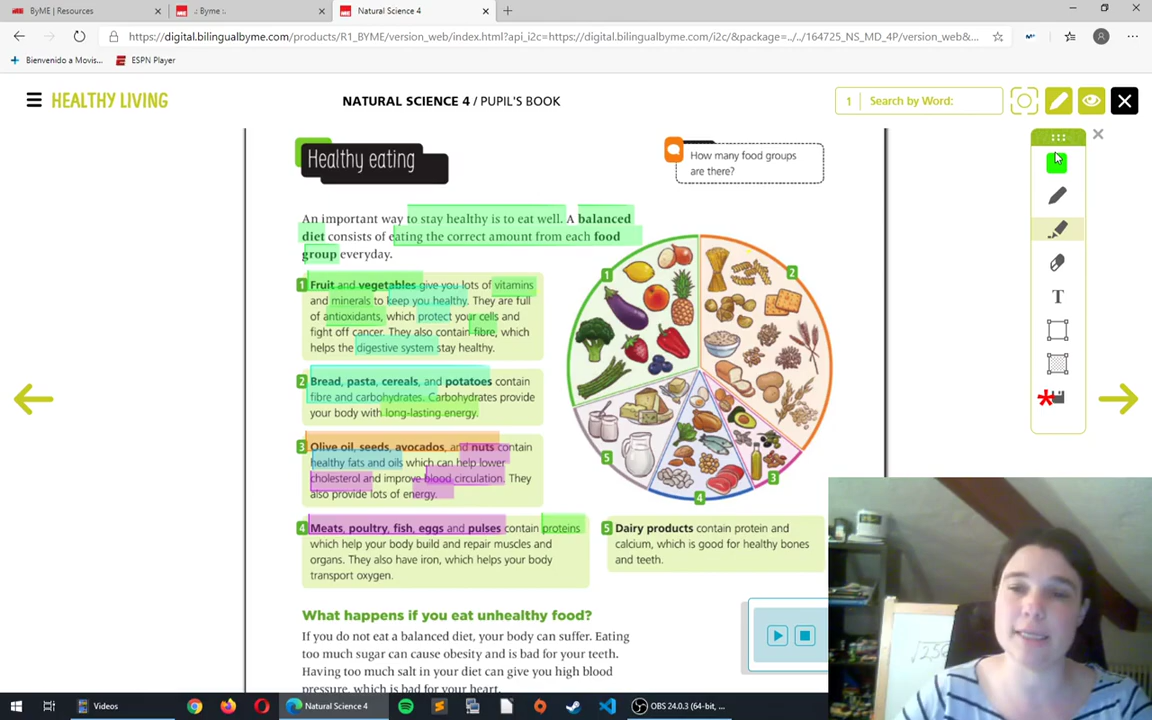 ByME | Resources
.: Byme :.
Natural Science 4
https://digital.bilingualbyme.com/products/R1_BYME/version_web/index.html?api_i2c=https://digital.bilingualbyme.com/i2c/&package=../../164725_NS_MD_4P/version_web&...
Bienvenido a Movis...
ESPN Player
HEALTHY LIVING
NATURAL SCIENCE 4 / PUPIL'S BOOK
1
Search by Word:
Healthy eating
How many food groups
are there?
An important way to stay healthy is to eat well. A balanced
diet consists of eating the correct amount from each food
group everyday.
1 Fruit and vegetables give you lots of vitamins
and minerals to keep you healthy. They are full
of antioxidants, which protect your cells and
fight off cancer. They also contain fibre, which
helps the digestive system stay healthy.
2 Bread, pasta, cereals, and potatoes contain
fibre and carbohydrates. Carbohydrates provide
your body with long-lasting energy.
3 Olive oil, seeds, avocados, and nuts contain
healthy fats and oils which can help lower
cholesterol and improve blood circulation. They
also provide lots of energy.
4 Meats, poultry, fish, eggs and pulses contain proteins
which help your body build and repair muscles and
organs. They also have iron, which helps your body
transport oxygen.
5 Dairy products contain protein and
calcium, which is good for healthy bones
and teeth.
1
2
3
4
5
T
What happens if you eat unhealthy food?
If you do not eat a balanced diet, your body can suffer. Eating
too much sugar can cause obesity and is bad for your teeth.
Having too much salt in your diet can give you high blood
pressure, which is bad for your heart.
Videos
Natural Science 4
OBS 24.0.3 (64-bit, ...